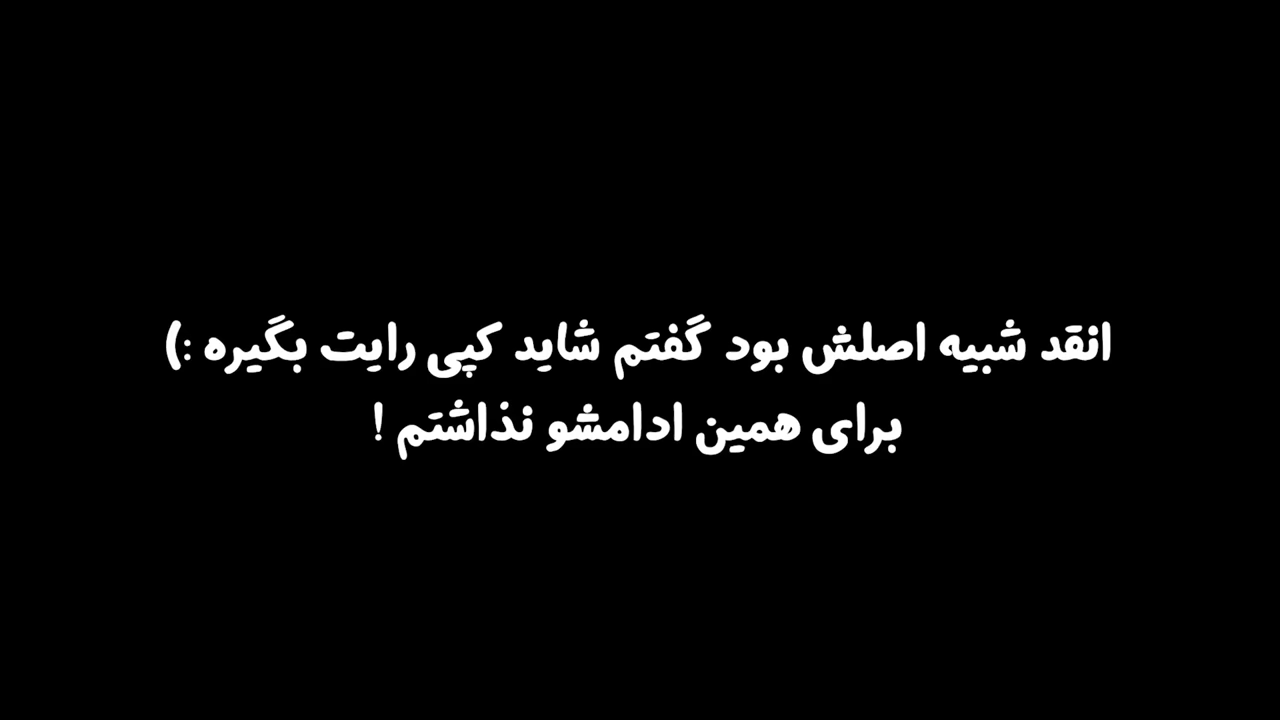 انقد شبیه اصلش بود گفتم شاید کپی رایت بگیره :)
برای همین ادامشو نذاشتم !